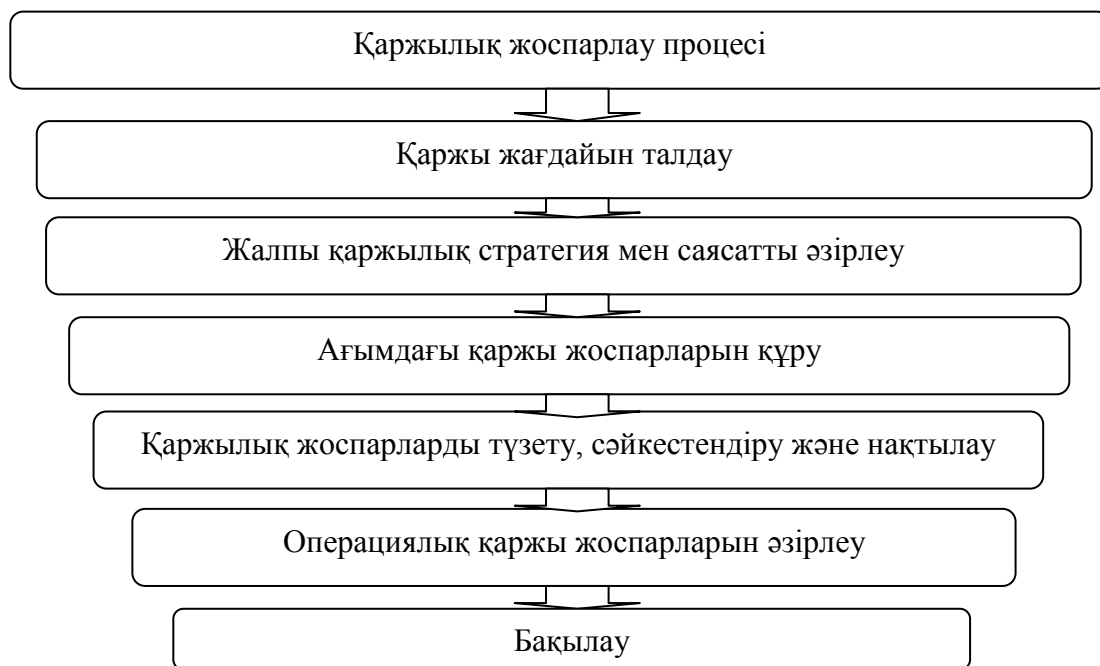 Қаржылық жоспарлау процесі
Қаржы жағдайын талдау
Жалпы қаржылық стратегия мен саясатты әзірлеу
Ағымдағы қаржы жоспарларын құру
Қаржылық жоспарларды түзету, сәйкестендіру және нақтылау
Операциялық қаржы жоспарларын әзірлеу
Бақылау